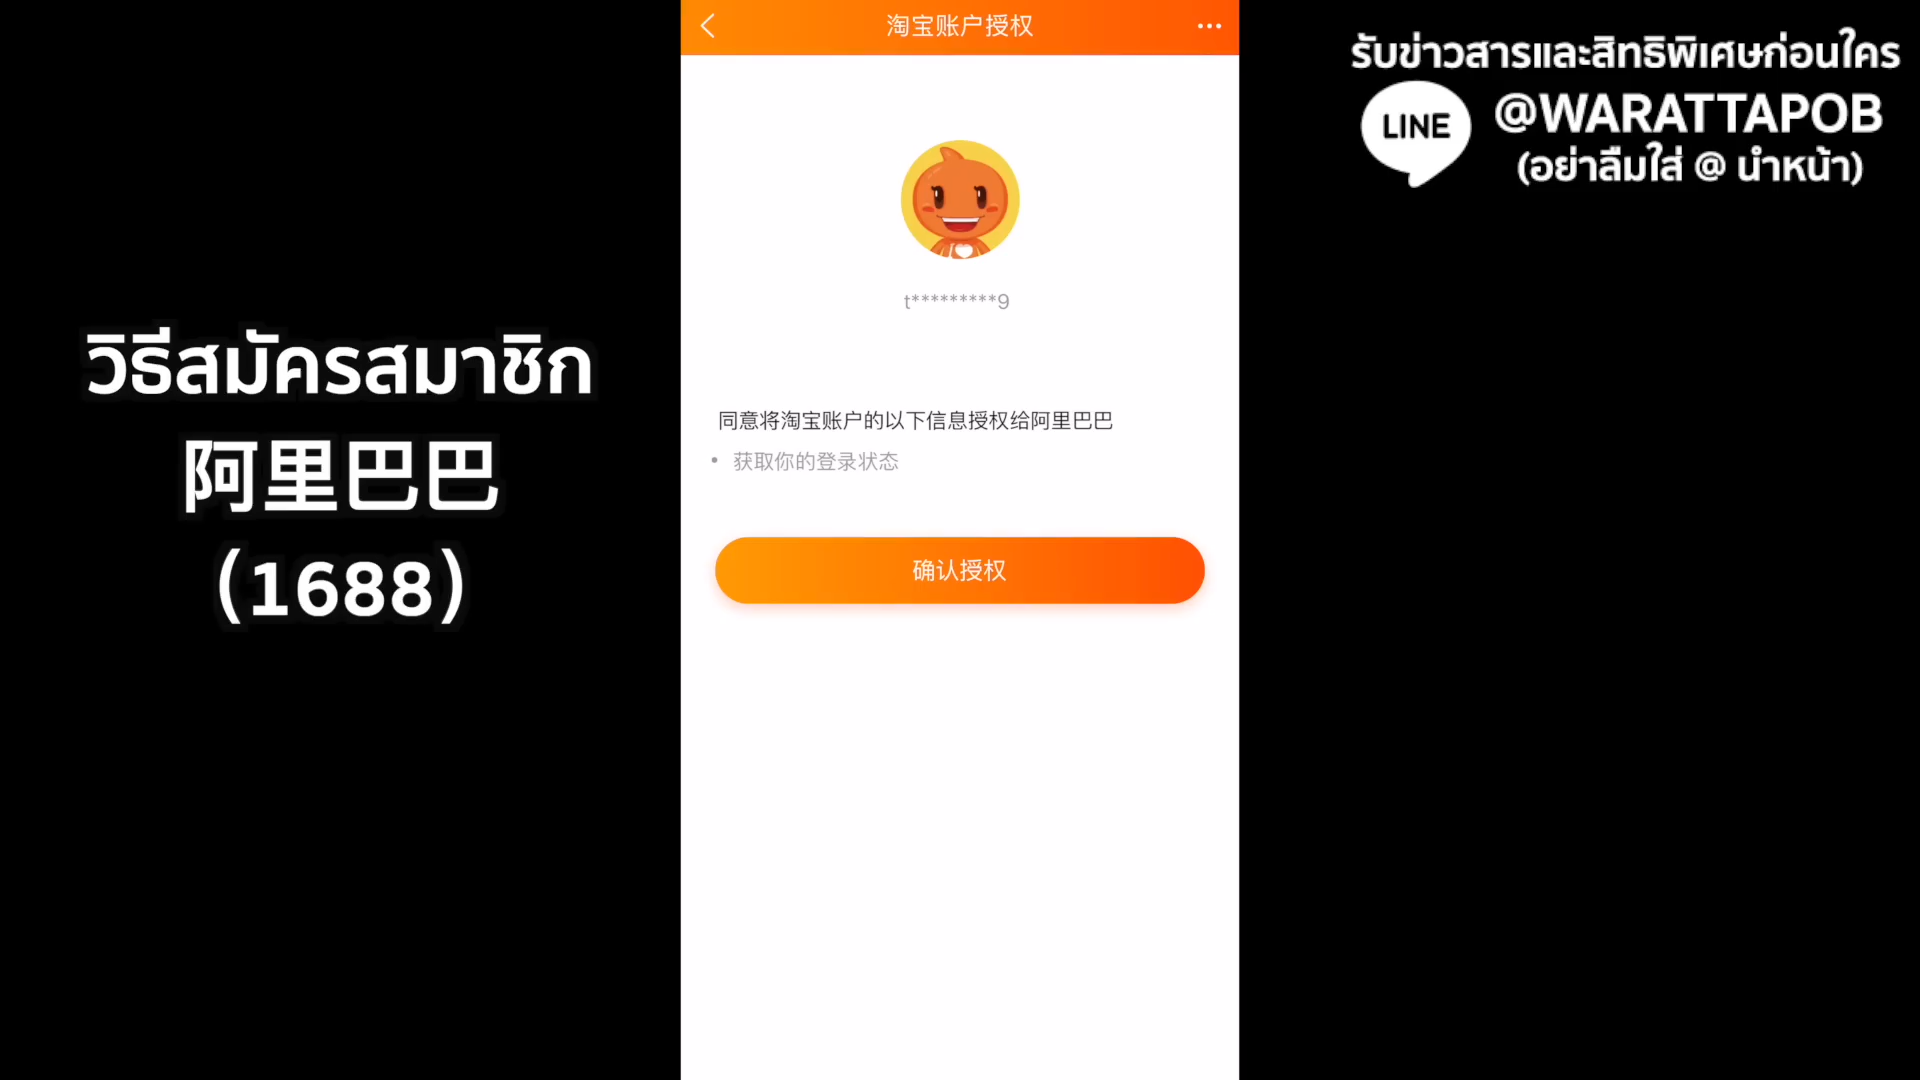 วิธีสมัครสมาชิก
阿里巴巴
(1688)
淘宝账户授权
t*********9
同意将淘宝账户的以下信息授权给阿里巴巴
• 获取你的登录状态
确认授权
รับข่าวสารและสิทธิพิเศษก่อนใคร
LINE @WARATTAPOB
(อย่าลืมใส่ @ นำหน้า)